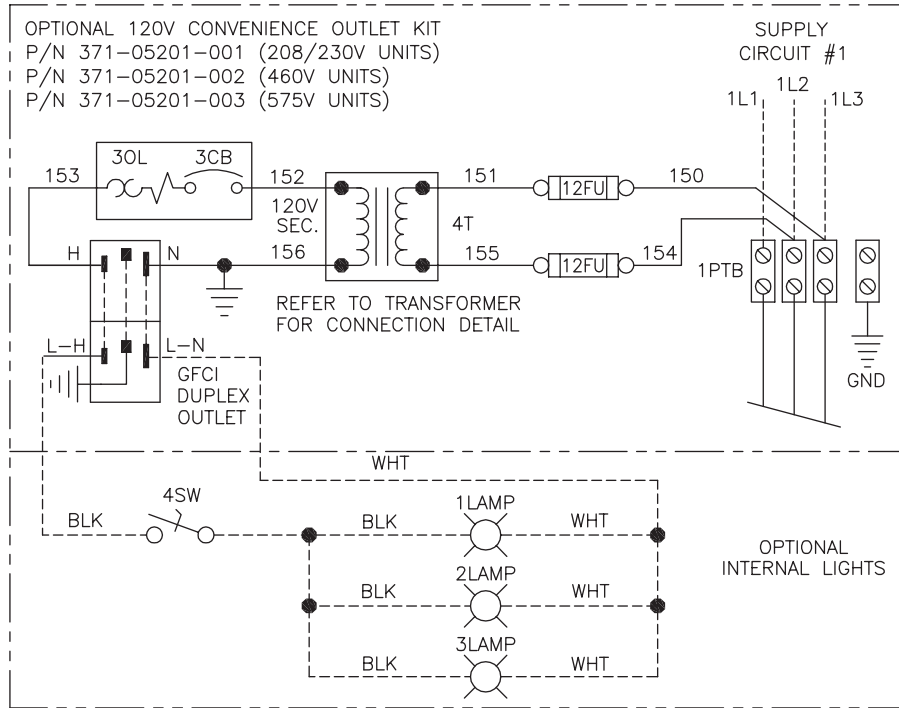 OPTIONAL 120V CONVENIENCE OUTLET KIT
P/N 371-05201-001 (208/230V UNITS)
P/N 371-05201-002 (460V UNITS)
P/N 371-05201-003 (575V UNITS)
SUPPLY
CIRCUIT #1
1L1
1L2
1L3
153
3OL
3CB
152
120V
SEC.
156
4T
151
12FU
150
155
12FU
154
1PTB
GND
H
N
REFER TO TRANSFORMER
FOR CONNECTION DETAIL
L-H
L-N
GFCI
DUPLEX
OUTLET
WHT
4SW
BLK
BLK
1LAMP
WHT
BLK
2LAMP
WHT
BLK
3LAMP
WHT
OPTIONAL
INTERNAL LIGHTS